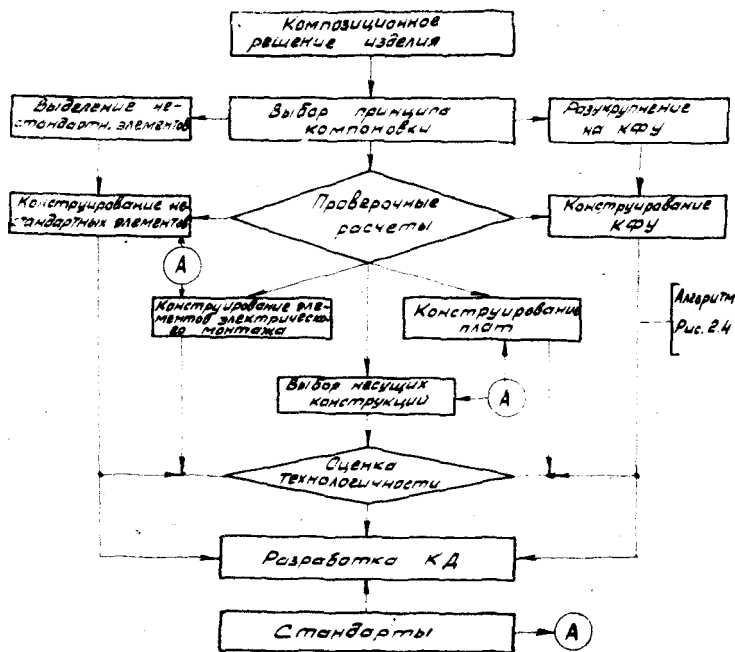 Композиционное
решение изделия
Выделение не-
стандартн. элементов
Выбор принципа
компоновки
Разукрупнение
на КФУ
Конструирование не-
стандартных элементов
Проверочные
расчеты
Конструирование
КФУ
А
Конструирование эле-
ментов электрическо-
го монтажа
Конструирование
плат
Алгоритм
Рис. 2.4
Выбор несущих
конструкций
А
Оценка
технологичности
Разработка КД
Стандарты
А